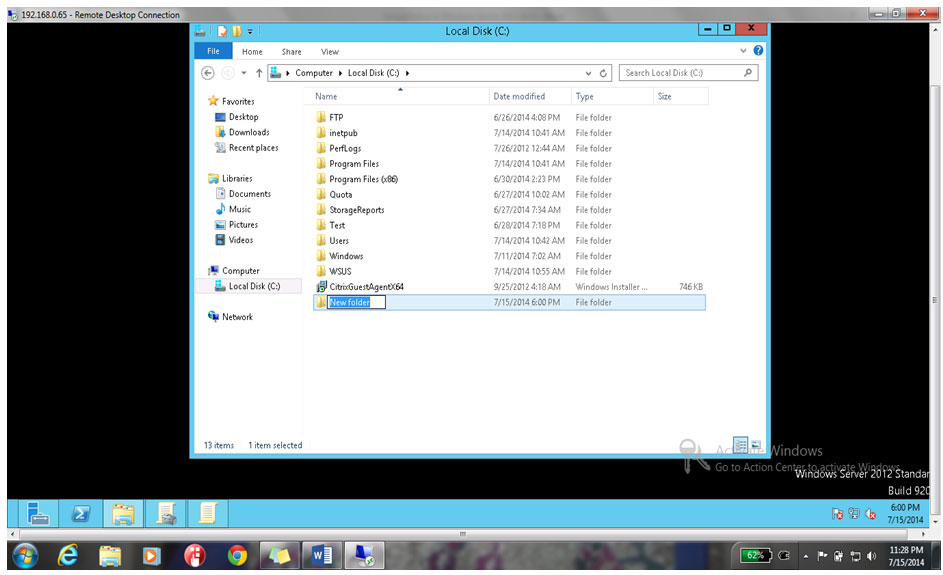 192.168.0.65 - Remote Desktop Connection
Local Disk (C:)
File Home Share View
Computer Local Disk (C:) Search Local Disk (C:)
Name Date modified Type Size
Favorites
Desktop
Downloads
Recent places
Libraries
Documents
Music
Pictures
Videos
Computer
Local Disk (C:)
Network
FTP 6/26/2014 4:08 PM File folder
inetpub 7/14/2014 10:41 AM File folder
PerfLogs 7/26/2012 12:44 AM File folder
Program Files 7/14/2014 10:41 AM File folder
Program Files (x86) 6/30/2014 2:23 PM File folder
Quota 6/27/2014 10:02 AM File folder
StorageReports 6/27/2014 7:34 AM File folder
Test 6/28/2014 7:18 PM File folder
Users 7/14/2014 10:42 AM File folder
Windows 7/11/2014 7:02 AM File folder
WSUS 7/14/2014 10:55 AM File folder
CitrixGuestAgentX64 9/25/2012 4:18 AM Windows Installer ... 746 KB
New folder 7/15/2014 6:00 PM File folder
13 items 1 item selected
Activate Windows
Go to Action Center to activate Windows.
Windows Server 2012 Standar
Build 920
6:00 PM
7/15/2014
62%
11:28 PM
7/15/2014